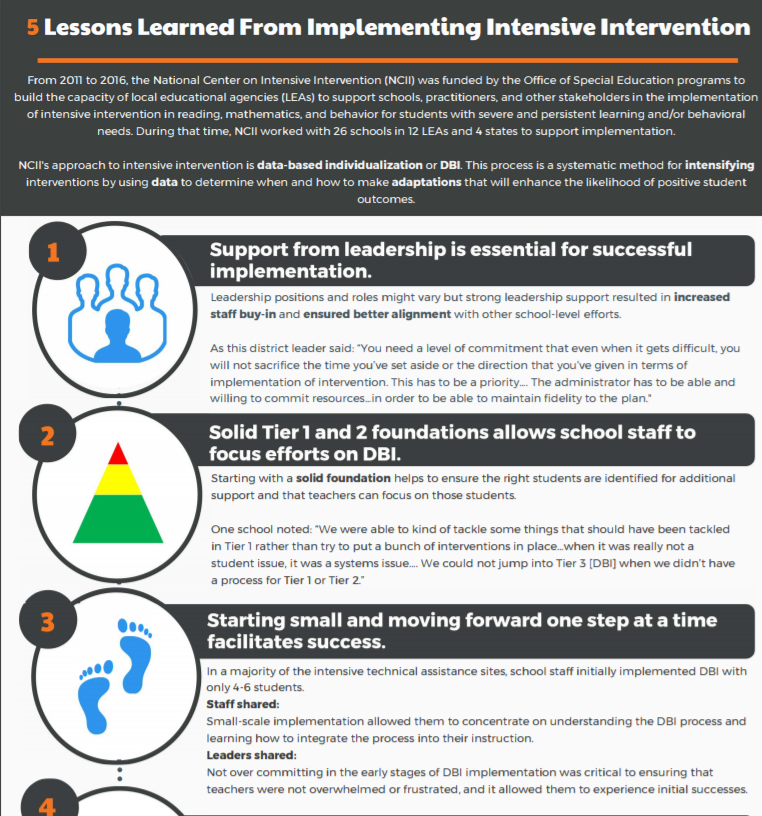 5 Lessons Learned From Implementing Intensive Intervention
From 2011 to 2016, the National Center on Intensive Intervention (NCII) was funded by the Office of Special Education programs to
build the capacity of local educational agencies (LEAs) to support schools, practitioners, and other stakeholders in the implementation
of intensive intervention in reading, mathematics, and behavior for students with severe and persistent learning and/or behavioral
needs. During that time, NCII worked with 26 schools in 12 LEAs and 4 states to support implementation.
NCII's approach to intensive intervention is data-based individualization or DBI. This process is a systematic method for intensifying
interventions by using data to determine when and how to make adaptations that will enhance the likelihood of positive student
outcomes.
1
Support from leadership is essential for successful
implementation.
Leadership positions and roles might vary but strong leadership support resulted in increased
staff buy-in and ensured better alignment with other school-level efforts.
As this district leader said: "You need a level of commitment that even when it gets difficult, you
will not sacrifice the time you've set aside or the direction that you've given in terms of
implementation of intervention. This has to be a priority.... The administrator has to be able and
willing to commit resources...in order to be able to maintain fidelity to the plan."
2
Solid Tier 1 and 2 foundations allows school staff to
focus efforts on DBI.
Starting with a solid foundation helps to ensure the right students are identified for additional
support and that teachers can focus on those students.
One school noted: "We were able to kind of tackle some things that should have been tackled
in Tier 1 rather than try to put a bunch of interventions in place...when it was really not a
student issue, it was a systems issue.... We could not jump into Tier 3 [DBI] when we didn't have
a process for Tier 1 or Tier 2."
3
Starting small and moving forward one step at a time
facilitates success.
In a majority of the intensive technical assistance sites, school staff initially implemented DBI with
only 4-6 students.
Staff shared:
Small-scale implementation allowed them to concentrate on understanding the DBI process and
learning how to integrate the process into their instruction.
Leaders shared:
Not over committing in the early stages of DBI implementation was critical to ensuring that
teachers were not overwhelmed or frustrated, and it allowed them to experience initial successes.
4